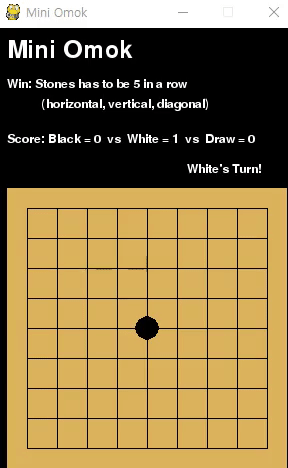 Mini Omok
Mini Omok
Win: Stones has to be 5 in a row
(horizontal, vertical, diagonal)
Score: Black = 0 vs White = 1 vs Draw = 0
White's Turn!